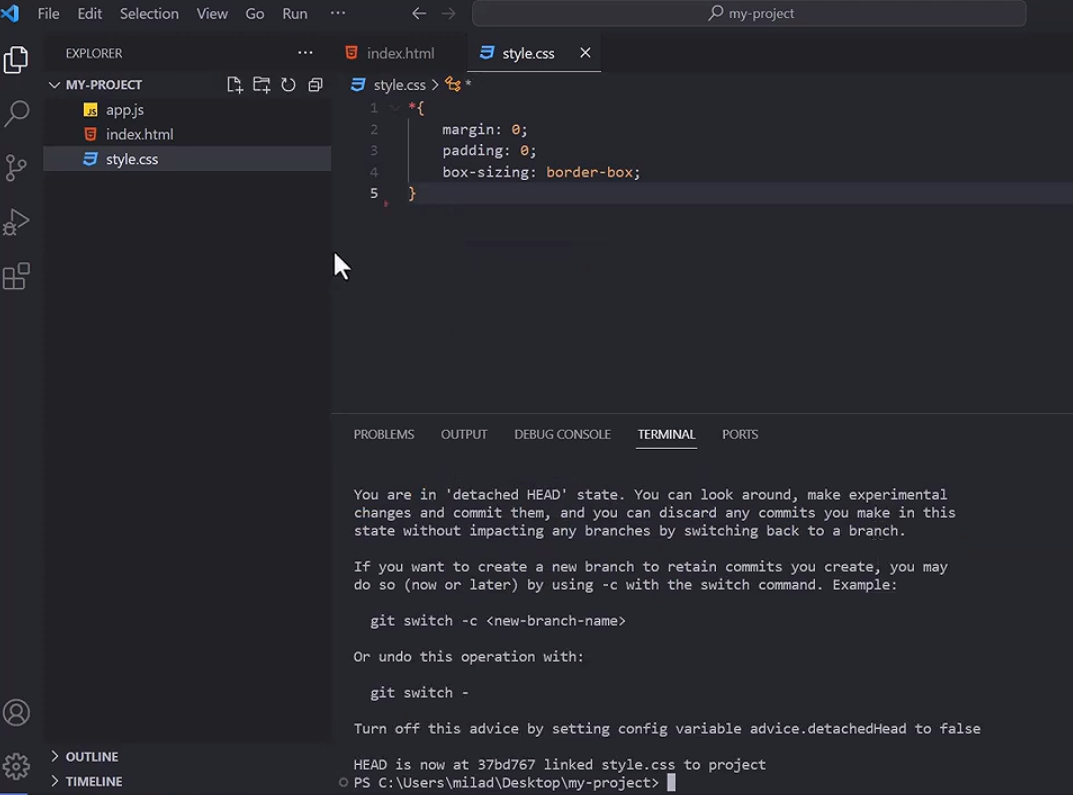 File Edit Selection View Go Run ··· my-project
EXPLORER ···
MY-PROJECT
JS app.js
index.html
style.css
OUTLINE
TIMELINE
index.html style.css
style.css > *
1 *{
2 margin: 0;
3 padding: 0;
4 box-sizing: border-box;
5 }
PROBLEMS OUTPUT DEBUG CONSOLE TERMINAL PORTS
You are in 'detached HEAD' state. You can look around, make experimental
changes and commit them, and you can discard any commits you make in this
state without impacting any branches by switching back to a branch.
If you want to create a new branch to retain commits you create, you may
do so (now or later) by using -c with the switch command. Example:
git switch -c <new-branch-name>
Or undo this operation with:
git switch -
Turn off this advice by setting config variable advice.detachedHead to false
HEAD is now at 37bd767 linked style.css to project
PS C:\Users\milad\Desktop\my-project>